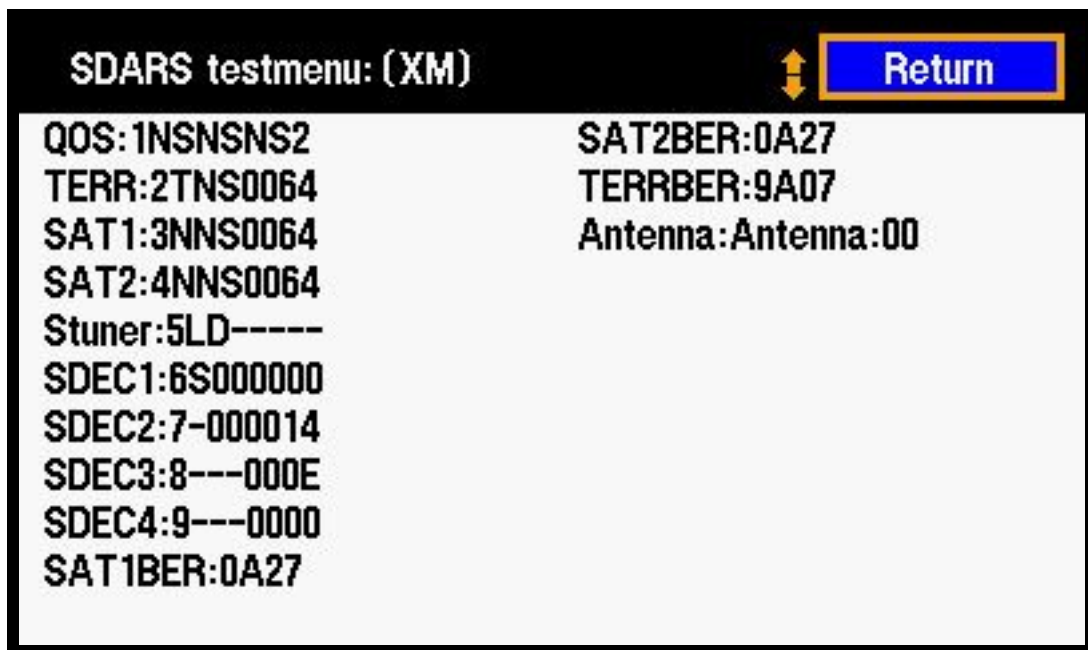 SDARS testmenu:(XM)
Return
QOS:1NSNSNS2
TERR:2TNS0064
SAT1:3NNS0064
SAT2:4NNS0064
Stuner:5LD-----
SDEC1:6S000000
SDEC2:7-000014
SDEC3:8---000E
SDEC4:9---0000
SAT1BER:0A27
SAT2BER:0A27
TERRBER:9A07
Antenna:Antenna:00